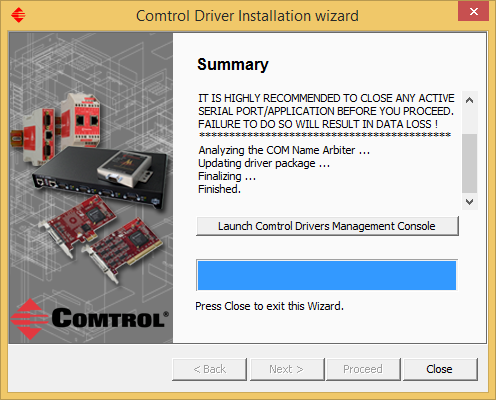 Comtrol Driver Installation wizard
Summary
IT IS HIGHLY RECOMMENDED TO CLOSE ANY ACTIVE
SERIAL PORT/APPLICATION BEFORE YOU PROCEED.
FAILURE TO DO SO WILL RESULT IN DATA LOSS !
******************************************
Analyzing the COM Name Arbiter ...
Updating driver package ...
Finalizing ...
Finished.
Launch Comtrol Drivers Management Console
Press Close to exit this Wizard.
COMTROL®
< Back
Next >
Proceed
Close